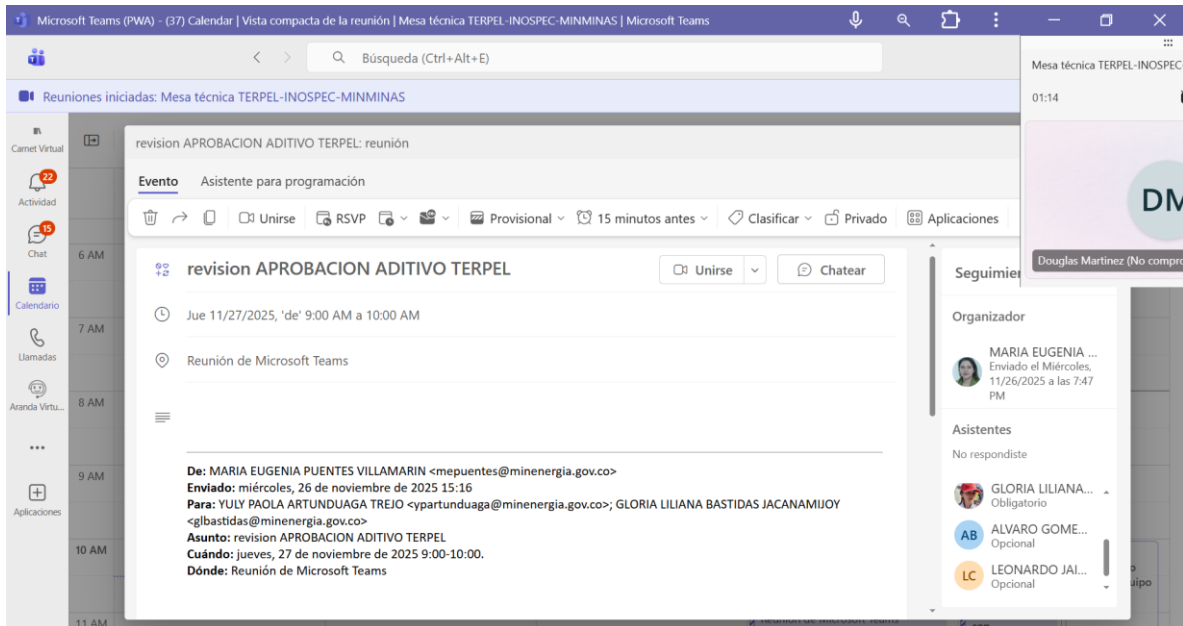 Microsoft Teams (PWA) - (37) Calendar | Vista compacta de la reunión | Mesa técnica TERPEL-INOSPEC-MINMINAS | Microsoft Teams
Búsqueda (Ctrl+Alt+E)
Mesa técnica TERPEL-INOSPEC-
Reuniones iniciadas: Mesa técnica TERPEL-INOSPEC-MINMINAS
01:14
Carnet Virtual
revision APROBACION ADITIVO TERPEL: reunión
22
Actividad
Evento
Asistente para programación
DM
Unirse
RSVP
Provisional
15 minutos antes
Clasificar
Privado
Aplicaciones
15
Chat
6 AM
revision APROBACION ADITIVO TERPEL
Unirse
Chatear
Seguimie
Douglas Martinez (No compro
Calendario
Jue 11/27/2025, 'de' 9:00 AM a 10:00 AM
Organizador
7 AM
Llamadas
Reunión de Microsoft Teams
MARIA EUGENIA ...
Enviado el Miércoles,
11/26/2025 a las 7:47
PM
Aranda Virtu...
8 AM
Asistentes
No respondiste
De: MARIA EUGENIA PUENTES VILLAMARIN <mepuentes@minenergia.gov.co>
Enviado: miércoles, 26 de noviembre de 2025 15:16
Para: YULY PAOLA ARTUNDUAGA TREJO <ypartunduaga@minenergia.gov.co>; GLORIA LILIANA BASTIDAS JACANAMIJOY
<glbastidas@minenergia.gov.co>
Asunto: revision APROBACION ADITIVO TERPEL
Cuándo: jueves, 27 de noviembre de 2025 9:00-10:00.
Dónde: Reunión de Microsoft Teams
9 AM
Aplicaciones
GLORIA LILIANA...
Obligatorio
AB
ALVARO GOME...
Opcional
10 AM
LC
LEONARDO JAI...
Opcional
uipo
11 AM
Reunión de Microsoft Teams